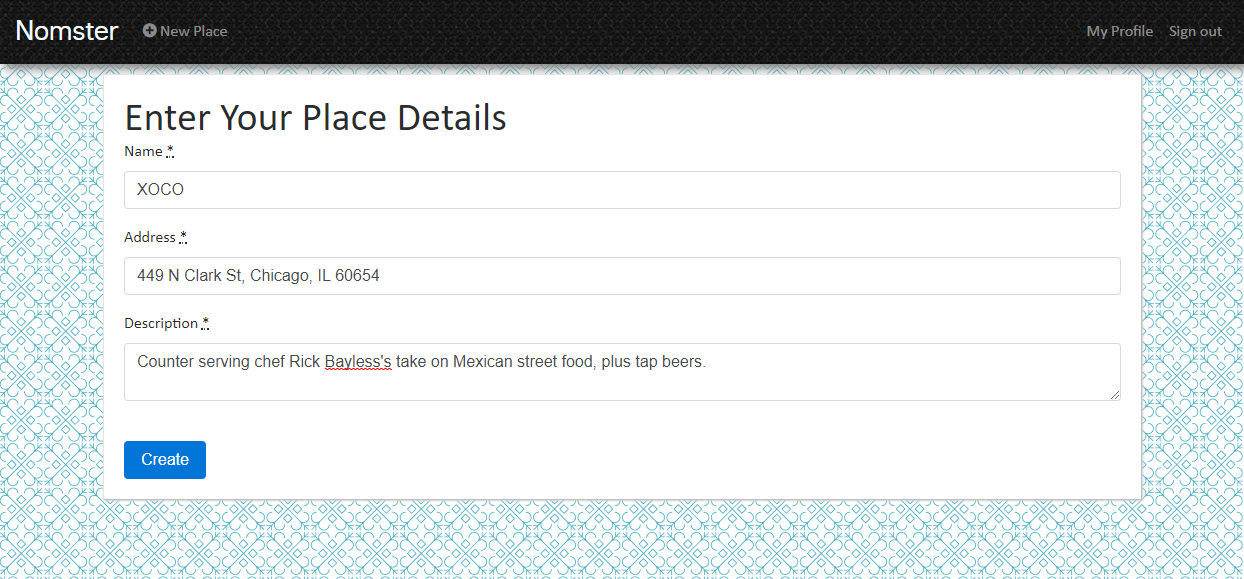 Nomster New Place My Profile Sign out
Enter Your Place Details
Name *
XOCO
Address *
449 N Clark St, Chicago, IL 60654
Description *
Counter serving chef Rick Bayless's take on Mexican street food, plus tap beers.
Create